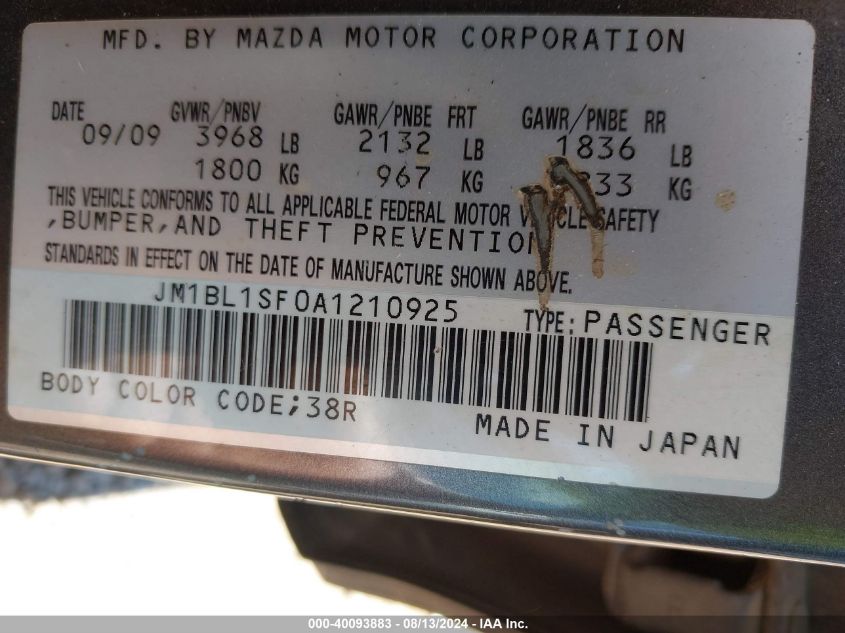 MFD. BY MAZDA MOTOR CORPORATION
DATE GVWR/PNBV GAWR/PNBE FRT GAWR/PNBE RR
09/09 3968 LB 2132 LB 1836 LB
1800 KG 967 KG 833 KG
THIS VEHICLE CONFORMS TO ALL APPLICABLE FEDERAL MOTOR VEHICLE SAFETY
,BUMPER,AND THEFT PREVENTION
STANDARDS IN EFFECT ON THE DATE OF MANUFACTURE SHOWN ABOVE.
JM1BL1SF0A1210925 TYPE:PASSENGER
BODY COLOR CODE;38R
MADE IN JAPAN
000-40093883 - 08/13/2024 - IAAI.COM